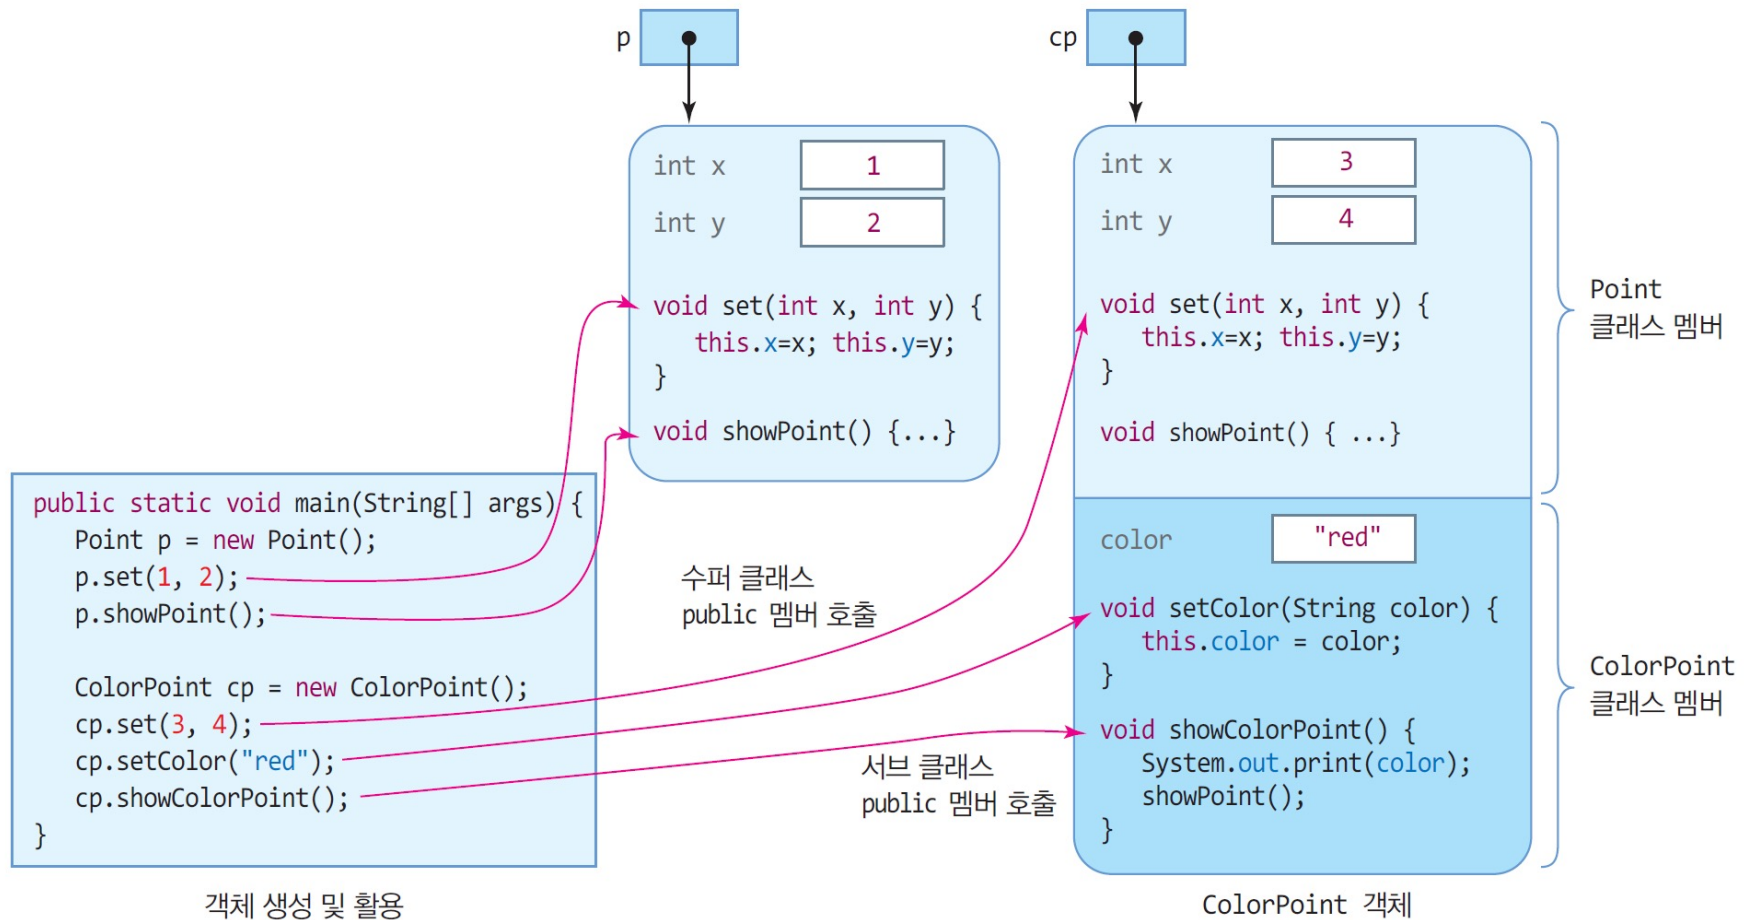 p
int x
1
int y
2
void set(int x, int y) {
this.x=x; this.y=y;
}
void showPoint() {...}
cp
int x
3
int y
4
void set(int x, int y) {
this.x=x; this.y=y;
}
void showPoint() { ...}
Point
클래스 멤버
color
"red"
void setColor(String color) {
this.color = color;
}
void showColorPoint() {
System.out.print(color);
showPoint();
}
ColorPoint
클래스 멤버
public static void main(String[] args) {
Point p = new Point();
p.set(1, 2);
p.showPoint();
ColorPoint cp = new ColorPoint();
cp.set(3, 4);
cp.setColor("red");
cp.showColorPoint();
}
수퍼 클래스
public 멤버 호출
서브 클래스
public 멤버 호출
객체 생성 및 활용
ColorPoint 객체